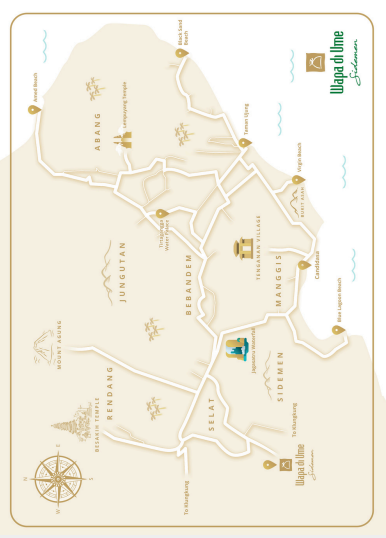 Wapa di Ume
Sidemen
Black Sand
Beach
Amed Beach
Lempuyang Temple
ABANG
Taman Ujung
Virgin Beach
BUKIT ASAH
Tirtagangga
Water Palace
TENGANAN VILLAGE
JUNGUTAN
BEBANDEM
MANGGIS
Candidasa
Blue Lagoon Beach
MOUNT AGUNG
Jagasatru Waterfall
SIDEMEN
RENDANG
BESAKIH TEMPLE
SELAT
To Klungkung
To Klungkung
Wapa di Ume
Sidemen
N
E
S
W